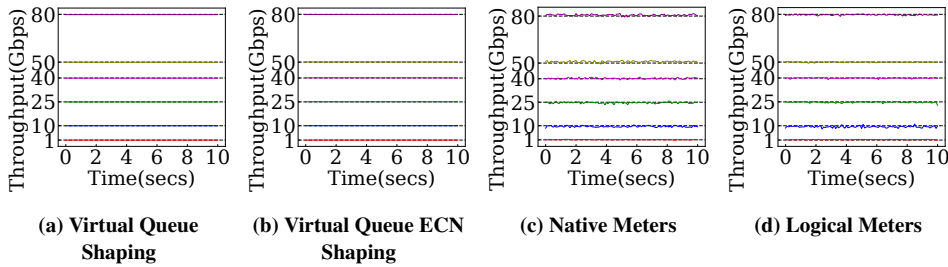 Throughput(Gbps)
80
50
40
25
10
1
0 2 4 6 8 10
Time(secs)
(a) Virtual Queue
Shaping
Throughput(Gbps)
80
50
40
25
10
1
0 2 4 6 8 10
Time(secs)
(b) Virtual Queue ECN
Shaping
Throughput(Gbps)
80
50
40
25
10
1
0 2 4 6 8 10
Time(secs)
(c) Native Meters
Throughput(Gbps)
80
50
40
25
10
1
0 2 4 6 8 10
Time(secs)
(d) Logical Meters